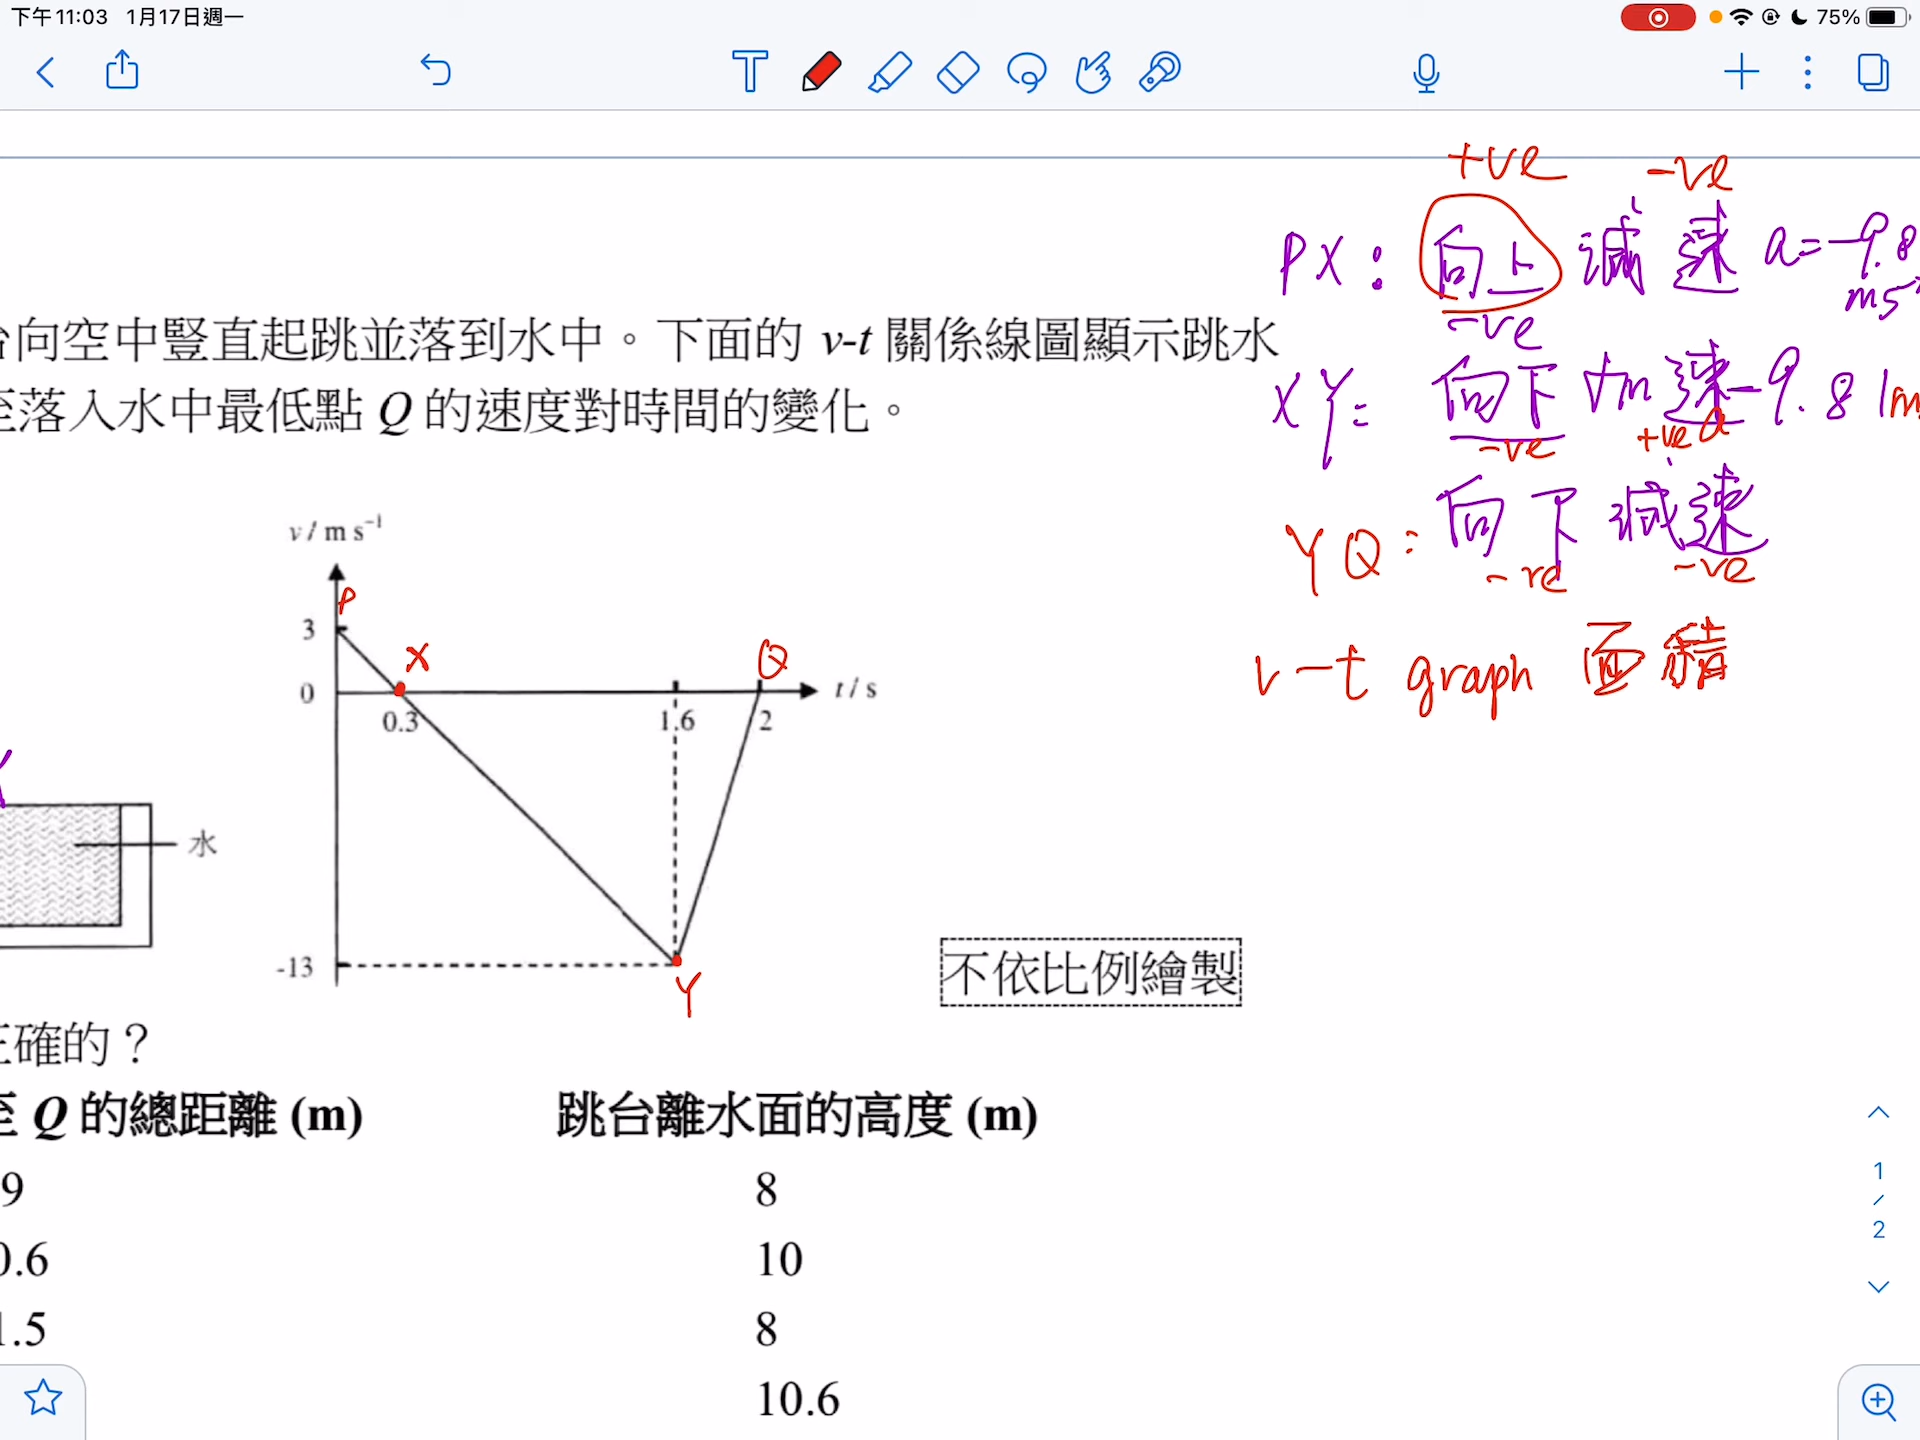 下午11:03 1月17日週一
75%
+ve -ve
PX: 向上 減速 a=-9.8
ms
向空中豎直起跳並落到水中。下面的 v-t 關係線圖顯示跳水
-ve
XY= 向下 加速 -9.81m
落入水中最低點 Q 的速度對時間的變化。
-ve +ve a
YQ: 向下 減速
-ve -ve
v / m s⁻¹
P
3
X
Q
v-t graph 面積
0
t / s
0.3
1.6
2
水
-13
Y
不依比例繪製
確的？
Q 的總距離 (m) 跳台離水面的高度 (m)
9 8
.6 10
.5 8
10.6
1
/
2